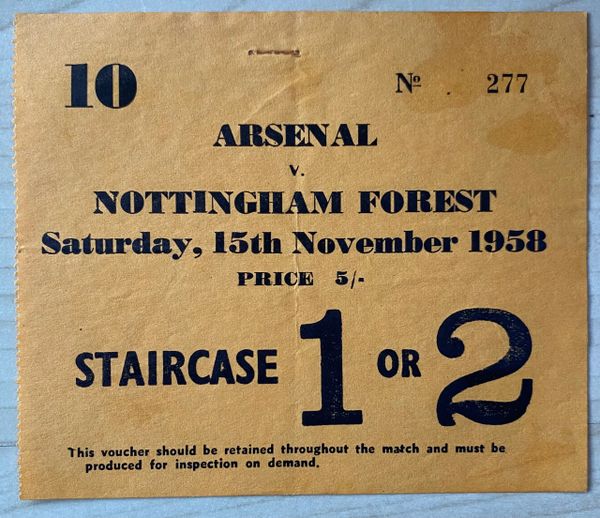 10
Nº 277
ARSENAL
v.
NOTTINGHAM FOREST
Saturday, 15th November 1958
PRICE 5/-
STAIRCASE 1 OR 2
This voucher should be retained throughout the match and must be
produced for inspection on demand.